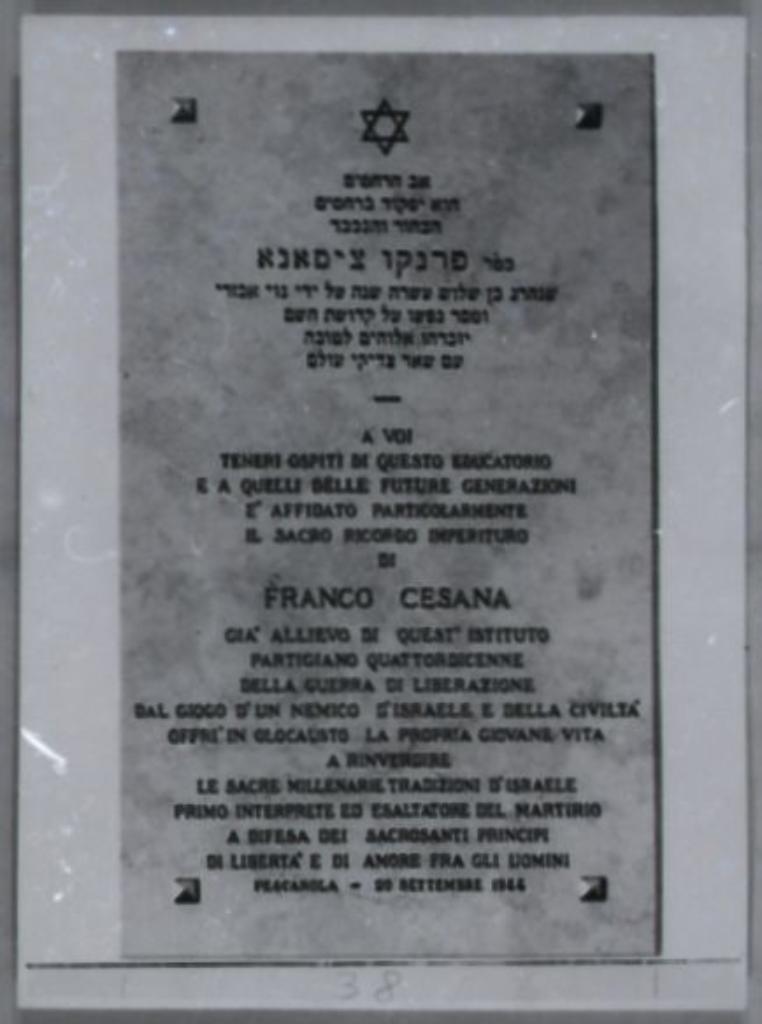 אב הרחמים
הוא יפקוד ברחמים
הבחור והנכבד
כמר פרנקו ציסאנא
שנהרג בן שלוש עשרה שנה על ידי גוי אכזרי
ומסר נפשו על קדושת השם
יזכרהו אלוהים לטובה
עם שאר צדיקי עולם
A VOI
TENERI OSPITI DI QUESTO EDUCATORIO
E A QUELLI DELLE FUTURE GENERAZIONI
E' AFFIDATO PARTICOLARMENTE
IL SACRO RICORDO IMPERITURO
DI
FRANCO CESANA
GIA' ALLIEVO DI QUEST' ISTITUTO
PARTIGIANO QUATTORDICENNE
DELLA GUERRA DI LIBERAZIONE
DAL GIOGO D'UN NEMICO D'ISRAELE E DELLA CIVILTA'
OFFRI' IN OLOCAUSTO LA PROPRIA GIOVANE VITA
A RINVERDIRE
LE SACRE MILLENARIE TRADIZIONI D'ISRAELE
PRIMO INTERPRETE ED ESALTATORE DEL MARTIRIO
A DIFESA DEI SACROSANTI PRINCIPI
DI LIBERTA' E DI AMORE FRA GLI UOMINI
PESCAROLA - 20 SETTEMBRE 1944
38